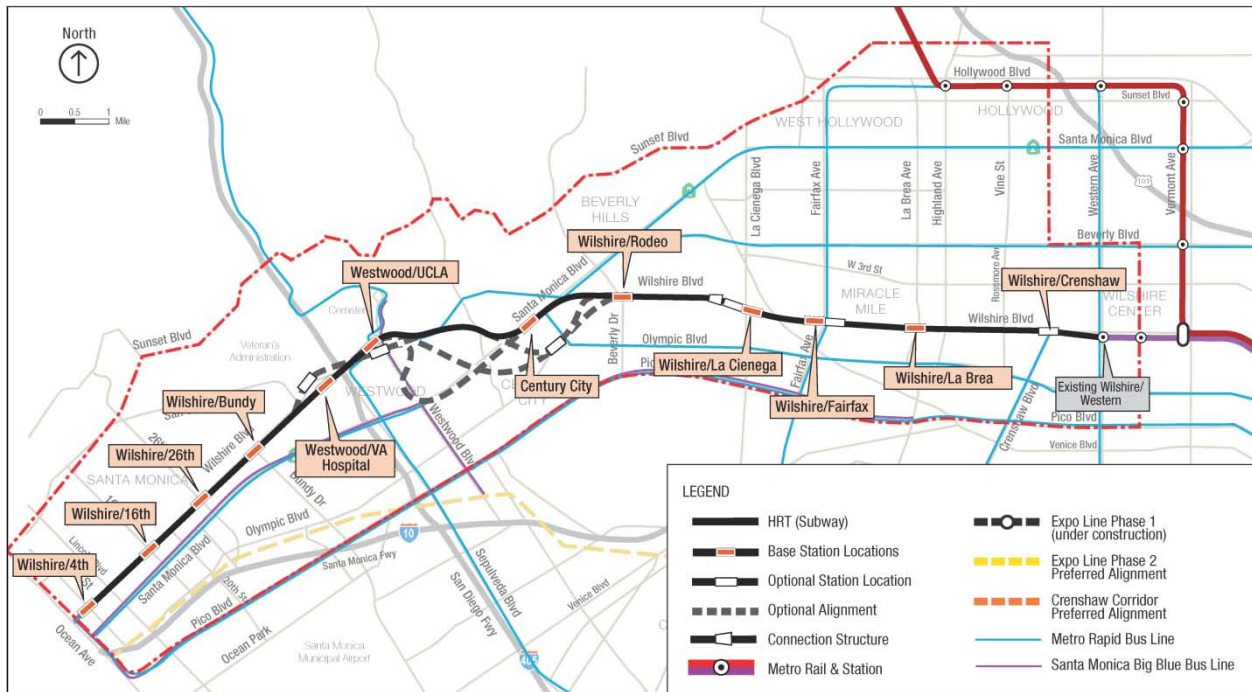 North
0 0.5 1
Mile
Hollywood Blvd
Sunset Blvd
HOLLYWOOD
WEST HOLLYWOOD
Santa Monica Blvd
Sunset Blvd
La Cienega Blvd
Fairfax Ave
La Brea Ave
Highland Ave
Vine St
Western Ave
Vermont Ave
101
BEVERLY
HILLS
Beverly Blvd
Wilshire/Rodeo
Westwood/UCLA
Santa Monica Blvd
Wilshire Blvd
W 3rd St
Rossmore Ave
Wilshire/Crenshaw
MIRACLE
MILE
Wilshire Blvd
WILSHIRE
CENTER
Cemetery
Beverly Dr
Olympic Blvd
Sunset Blvd
Veteran's
Administration
WESTWOOD
Century City
CITY
Wilshire/La Cienega
Fairfax Ave
Wilshire/Fairfax
Wilshire/La Brea
Existing Wilshire/
Western
Crenshaw Blvd
Pico Blvd
Venice Blvd
Wilshire/Bundy
Wilshire Blvd
Westwood Blvd
Westwood/VA
Hospital
Wilshire/26th
SANTA MONICA
Bundy Dr
Wilshire/16th
Olympic Blvd
10
Santa Monica Fwy
Wilshire/4th
Santa Monica Blvd
20th St
Pico Blvd
Ocean Ave
Ocean Park
Sepulveda Blvd
San Diego Fwy
Venice Blvd
Santa Monica
Municipal Airport
405
LEGEND
HRT (Subway)
Base Station Locations
Optional Station Location
Optional Alignment
Connection Structure
Metro Rail & Station
Expo Line Phase 1
(under construction)
Expo Line Phase 2
Preferred Alignment
Crenshaw Corridor
Preferred Alignment
Metro Rapid Bus Line
Santa Monica Big Blue Bus Line